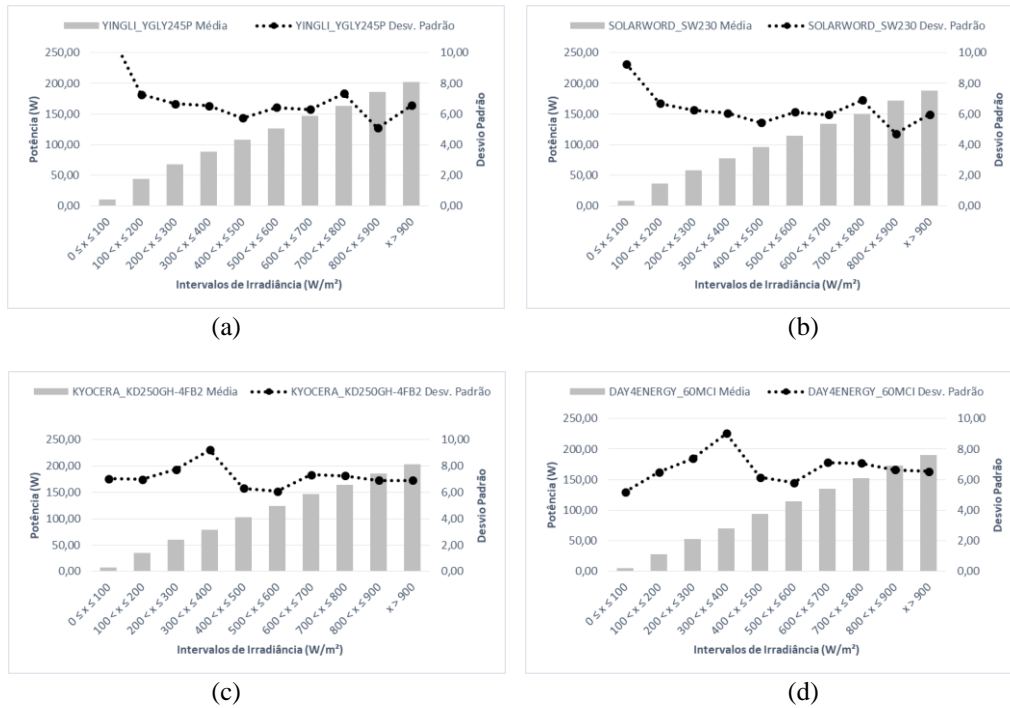 YINGLI_YGLY245P Média YINGLI_YGLY245P Desv. Padrão
250,00 10,00
200,00 8,00
150,00 6,00
100,00 4,00
50,00 2,00
0,00 0,00
Potência (W)
Desvio Padrão
0 ≤ x ≤ 100
100 < x ≤ 200
200 < x ≤ 300
300 < x ≤ 400
400 < x ≤ 500
500 < x ≤ 600
600 < x ≤ 700
700 < x ≤ 800
800 < x ≤ 900
x > 900
Intervalos de Irradiância (W/m²)
(a)
SOLARWORD_SW230 Média SOLARWORD_SW230 Desv. Padrão
250,00 10,00
200,00 8,00
150,00 6,00
100,00 4,00
50,00 2,00
0,00 0,00
Potência (W)
Desvio Padrão
0 ≤ x ≤ 100
100 < x ≤ 200
200 < x ≤ 300
300 < x ≤ 400
400 < x ≤ 500
500 < x ≤ 600
600 < x ≤ 700
700 < x ≤ 800
800 < x ≤ 900
x > 900
Intervalos de Irradiância (W/m²)
(b)
KYOCERA_KD250GH-4FB2 Média KYOCERA_KD250GH-4FB2 Desv. Padrão
250,00 10,00
200,00 8,00
150,00 6,00
100,00 4,00
50,00 2,00
0,00 0,00
Potência (W)
Desvio Padrão
0 ≤ x ≤ 100
100 < x ≤ 200
200 < x ≤ 300
300 < x ≤ 400
400 < x ≤ 500
500 < x ≤ 600
600 < x ≤ 700
700 < x ≤ 800
800 < x ≤ 900
x > 900
Intervalos de Irradiância (W/m²)
(c)
DAY4ENERGY_60MCI Média DAY4ENERGY_60MCI Desv. Padrão
250,00 10,00
200,00 8,00
150,00 6,00
100,00 4,00
50,00 2,00
0,00 0,00
Potência (W)
Desvio Padrão
0 ≤ x ≤ 100
100 < x ≤ 200
200 < x ≤ 300
300 < x ≤ 400
400 < x ≤ 500
500 < x ≤ 600
600 < x ≤ 700
700 < x ≤ 800
800 < x ≤ 900
x > 900
Intervalos de Irradiância (W/m²)
(d)